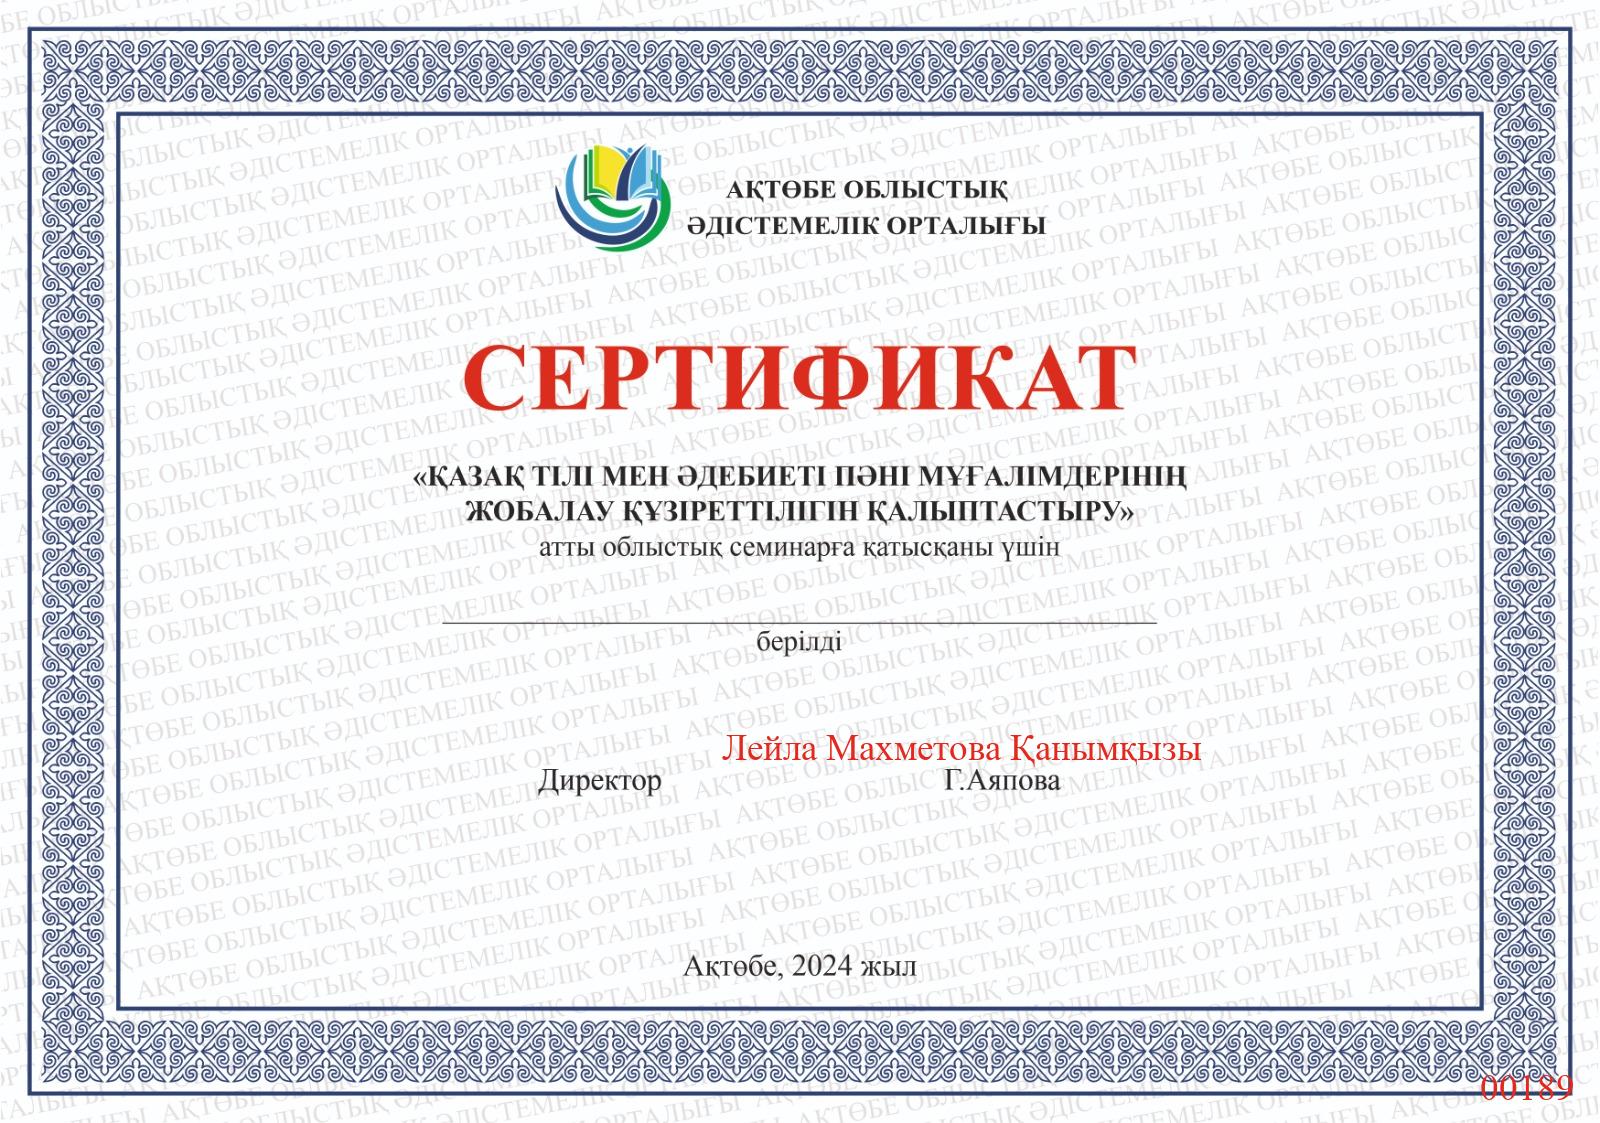 АҚТӨБЕ ОБЛЫСТЫҚ
ӘДІСТЕМЕЛІК ОРТАЛЫҒЫ
СЕРТИФИКАТ
«ҚАЗАҚ ТІЛІ МЕН ӘДЕБИЕТІ ПӘНІ МҰҒАЛІМДЕРІНІҢ
ЖОБАЛАУ ҚҰЗІРЕТТІЛІГІН ҚАЛЫПТАСТЫРУ»
атты облыстық семинарға қатысқаны үшін
берілді
Лейла Махметова Қанымқызы
Директор Г.Аяпова
Ақтөбе, 2024 жыл
00189